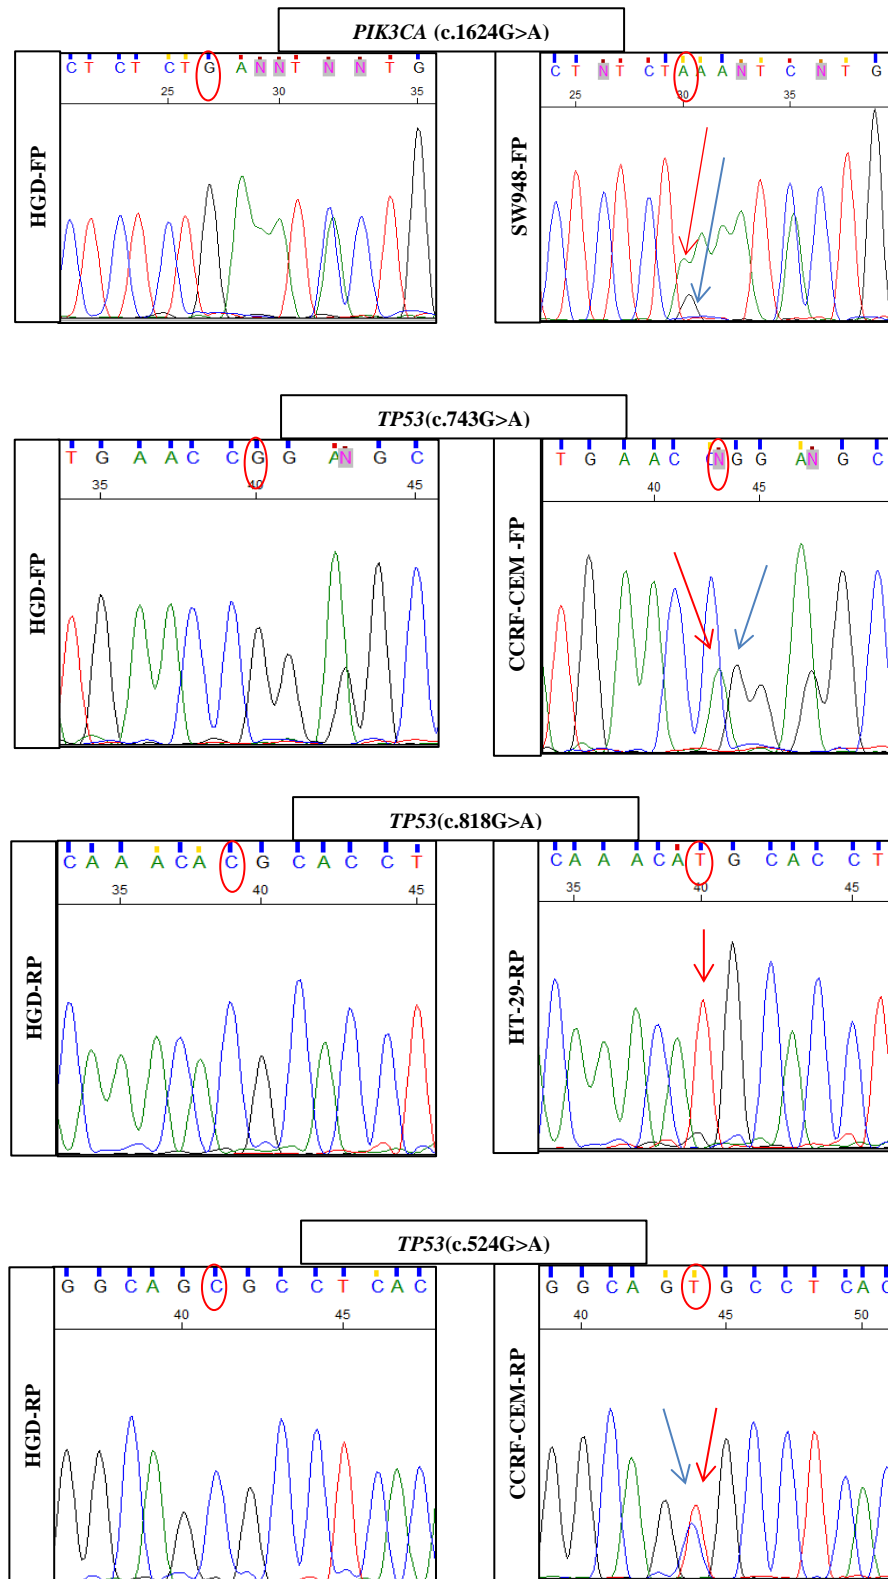 PIK3CA (c.1624G>A)
HGD-FP
C T C T C T G A N N T N N T G
25 30 35
SW948-FP
C T N T C T A A A N T C N T G
25 30 35
TP53(c.743G>A)
HGD-FP
T G A A C C G G A N G C
35 40 45
CCRF-CEM -FP
T G A A C C N G G A N G C
40 45
TP53(c.818G>A)
HGD-RP
C A A A C A C G C A C C T
35 40 45
HT-29-RP
C A A A C A T G C A C C T
35 40 45
TP53(c.524G>A)
HGD-RP
G G C A G C G C C T C A C
40 45
CCRF-CEM-RP
G G C A G T G C C T C A C
40 45 50